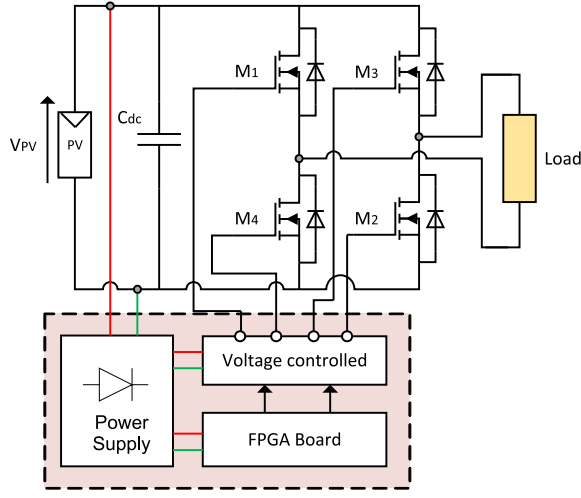 M1
M3
Cdc
VPV
PV
Load
M4
M2
Voltage controlled
Power
Supply
FPGA Board